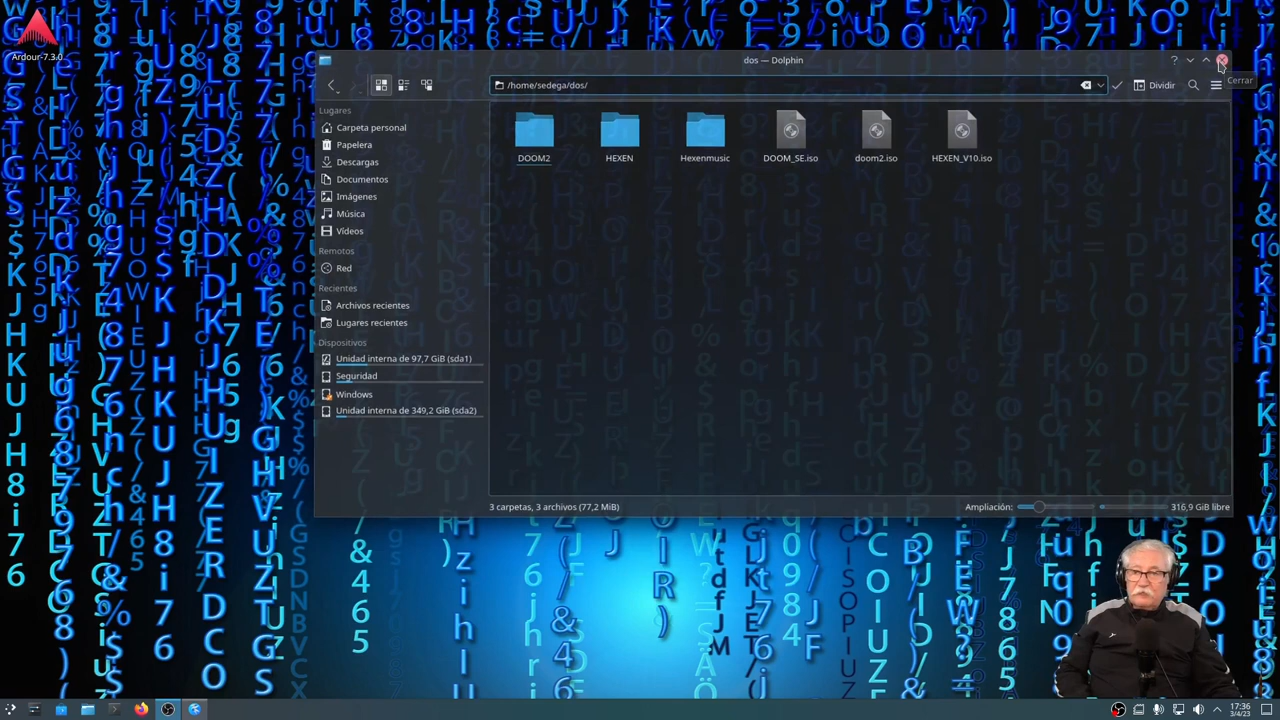 Ardour-7.3.0
dos — Dolphin
/home/sedega/dos/
Dividir
Cerrar
Lugares
Carpeta personal
Papelera
Descargas
Documentos
Imágenes
Música
Vídeos
Remotos
Red
Recientes
Archivos recientes
Lugares recientes
Dispositivos
Unidad interna de 97,7 GiB (sda1)
Seguridad
Windows
Unidad interna de 349,2 GiB (sda2)
DOOM2
HEXEN
Hexenmusic
DOOM_SE.iso
doom2.iso
HEXEN_V10.iso
3 carpetas, 3 archivos (77,2 MiB)
Ampliación:
316,9 GiB libre
17:36
3/4/23